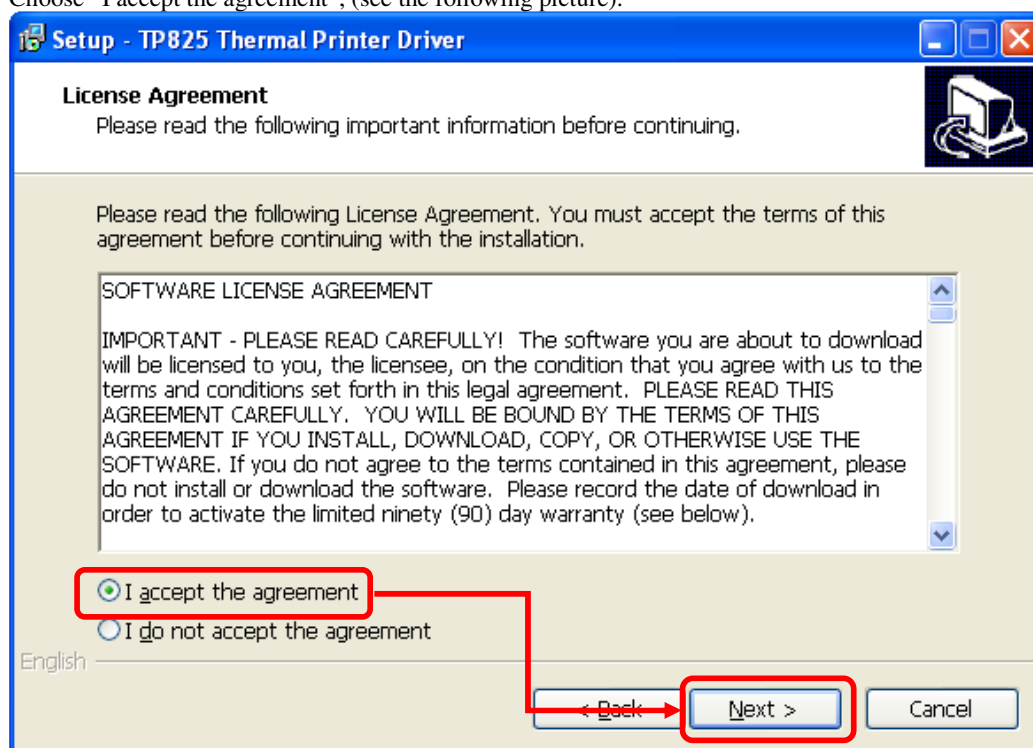 Choose "I accept the agreement", (see the following picture).
Setup - TP825 Thermal Printer Driver
License Agreement
Please read the following important information before continuing.
Please read the following License Agreement. You must accept the terms of this
agreement before continuing with the installation.
SOFTWARE LICENSE AGREEMENT
IMPORTANT - PLEASE READ CAREFULLY!  The software you are about to download
will be licensed to you, the licensee, on the condition that you agree with us to the
terms and conditions set forth in this legal agreement.  PLEASE READ THIS
AGREEMENT CAREFULLY.  YOU WILL BE BOUND BY THE TERMS OF THIS
AGREEMENT IF YOU INSTALL, DOWNLOAD, COPY, OR OTHERWISE USE THE
SOFTWARE. If you do not agree to the terms contained in this agreement, please
do not install or download the software.  Please record the date of download in
order to activate the limited ninety (90) day warranty (see below).
I accept the agreement
I do not accept the agreement
English
< Back
Next >
Cancel